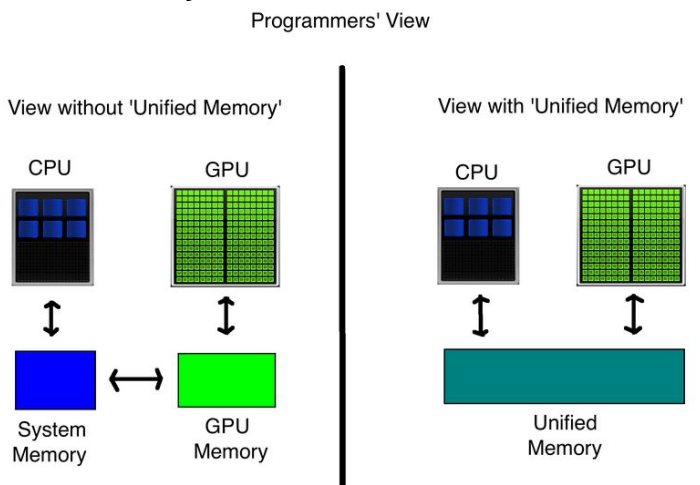 Programmers' View
View without 'Unified Memory'
CPU
GPU
System
Memory
GPU
Memory
View with 'Unified Memory'
CPU
GPU
Unified
Memory